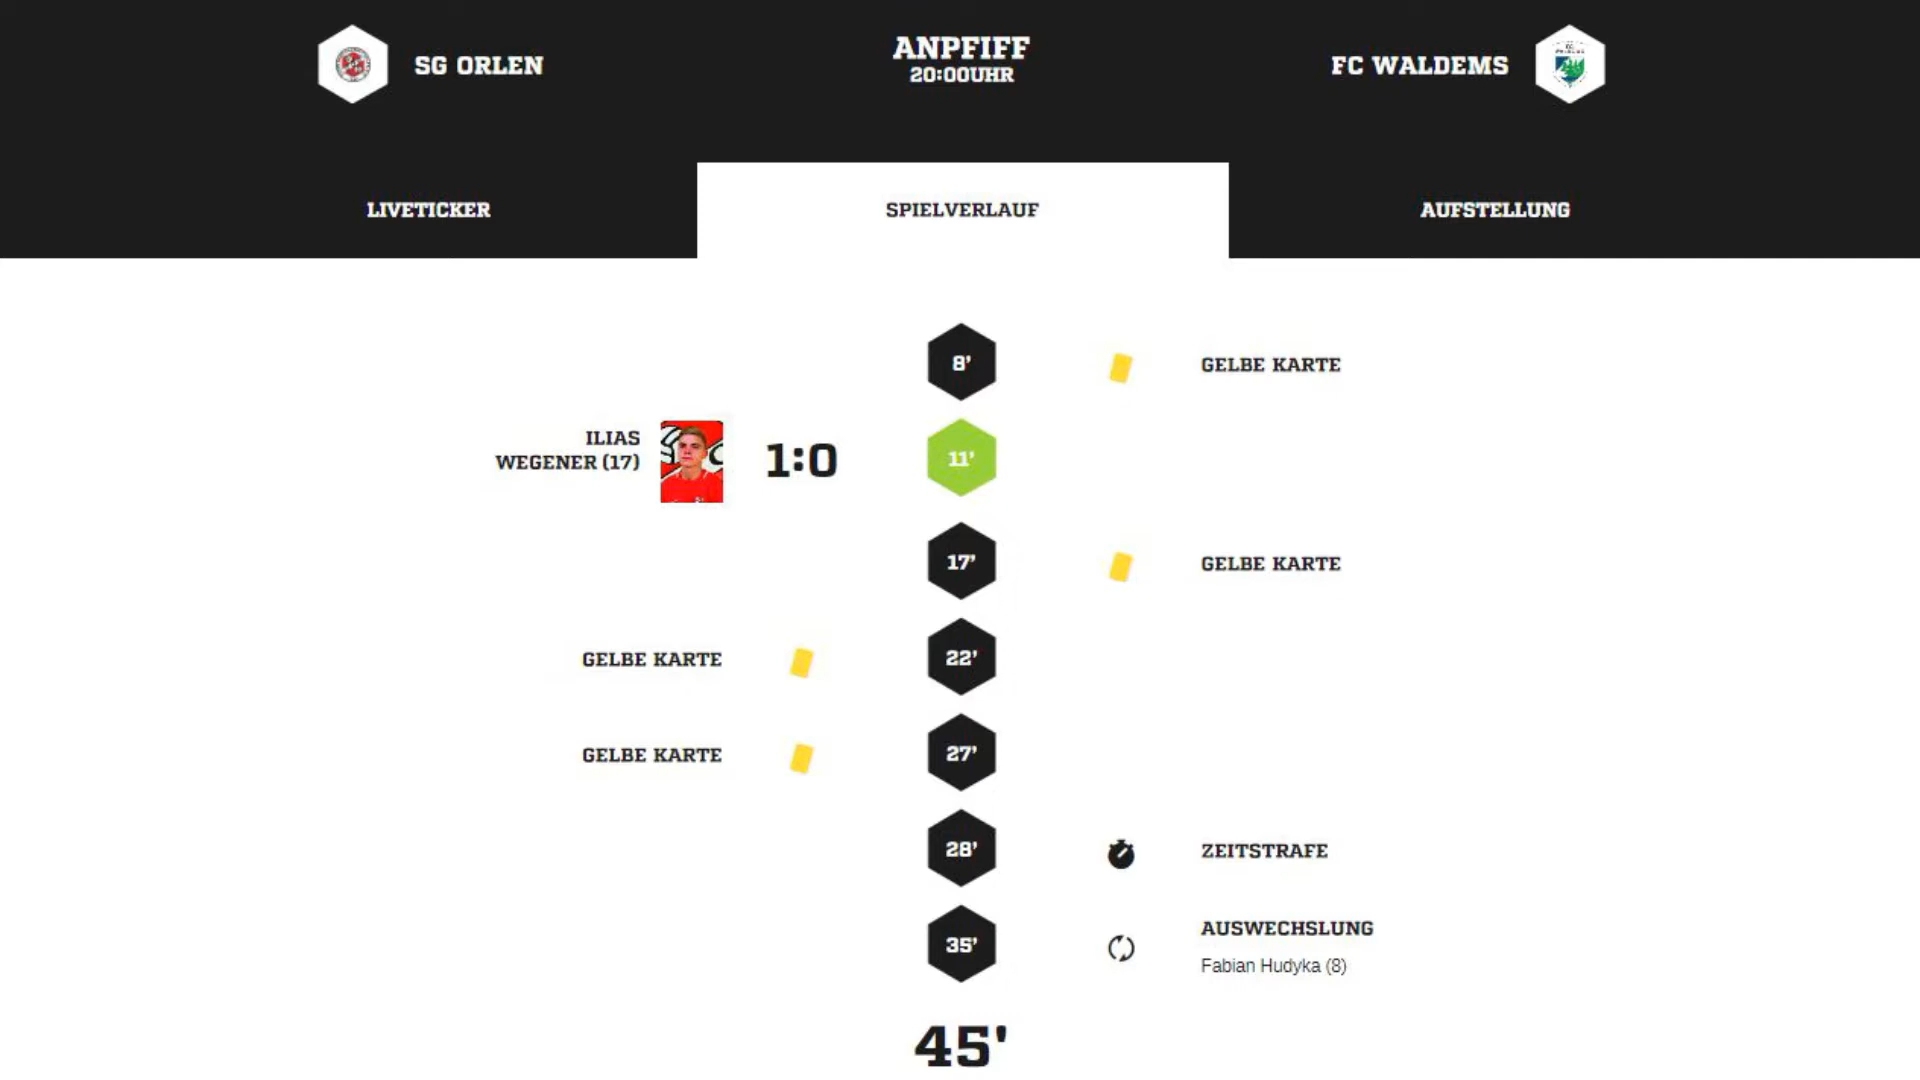 SG ORLEN
ANPFIFF
20:00UHR
FC WALDEMS
LIVETICKER
SPIELVERLAUF
AUFSTELLUNG
8’
GELBE KARTE
ILIAS
WEGENER (17)
1:0
11’
17’
GELBE KARTE
GELBE KARTE
22’
GELBE KARTE
27’
28’
ZEITSTRAFE
35’
AUSWECHSLUNG
Fabian Hudyka (8)
45'